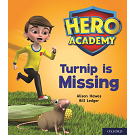 HERO
ACADEMY
Alison Hawes
Bill Ledger
Turnip is
Missing
OXFORD